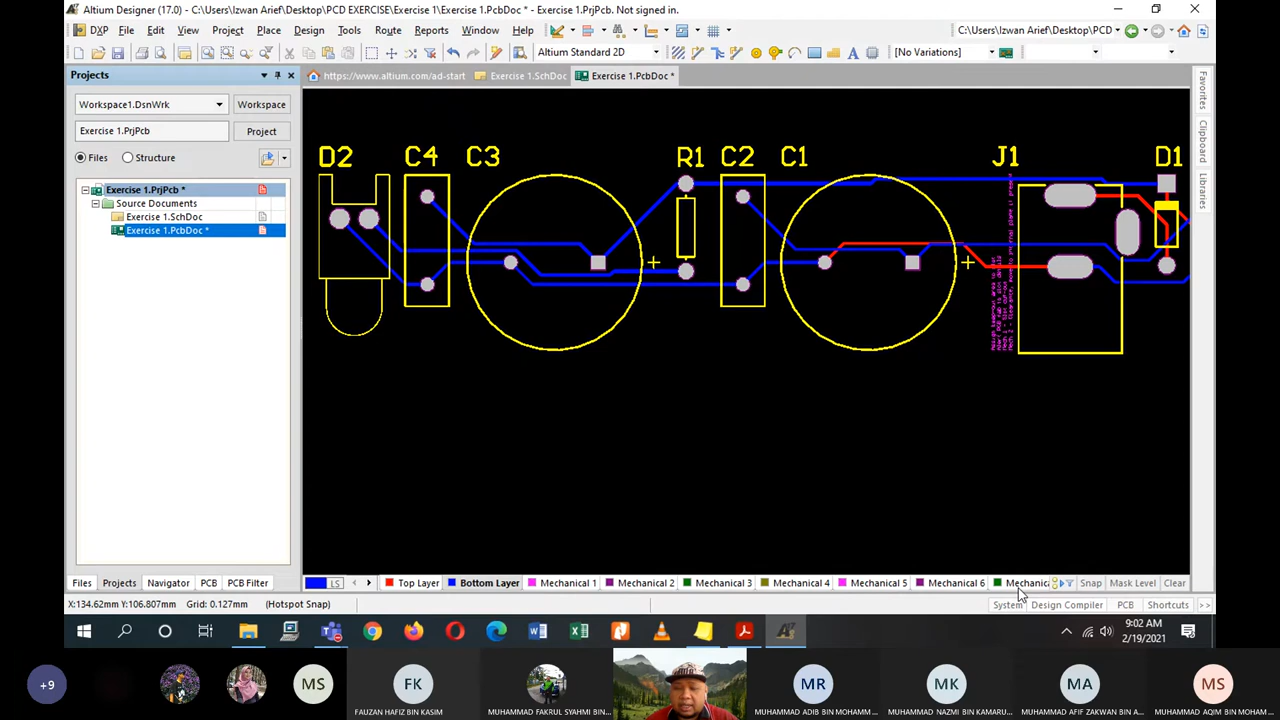 Altium Designer (17.0) - C:\Users\Izwan Arief\Desktop\PCD EXERCISE\Exercise 1\Exercise 1.PcbDoc * - Exercise 1.PrjPcb. Not signed in.
DXP File Edit View Project Place Design Tools Route Reports Window Help C:\Users\Izwan Arief\Desktop\PCD
Altium Standard 2D [No Variations]
Projects
https://www.altium.com/ad-start Exercise 1.SchDoc Exercise 1.PcbDoc *
Workspace1.DsnWrk Workspace
Exercise 1.PrjPcb Project
Files Structure
Exercise 1.PrjPcb *
Source Documents
Exercise 1.SchDoc
Exercise 1.PcbDoc *
Favorites
Clipboard
Libraries
D2 C4 C3 R1 C2 C1 J1 D1
Files Projects Navigator PCB PCB Filter
LS Top Layer Bottom Layer Mechanical 1 Mechanical 2 Mechanical 3 Mechanical 4 Mechanical 5 Mechanical 6 Mechanica Snap Mask Level Clear
X:134.62mm Y:106.807mm Grid: 0.127mm (Hotspot Snap) System Design Compiler PCB Shortcuts >>
9:02 AM
2/19/2021
+9 MS FK MR MK MA MS
FAUZAN HAFIZ BIN KASIM MUHAMMAD FAKRUL SYAHMI BIN... MUHAMMAD ADIB BIN MOHAMM... MUHAMMAD NAZMI BIN KAMARU... MUHAMMAD AFIF ZAKWAN BIN A... MUHAMMAD AQIM BIN MOHAM...